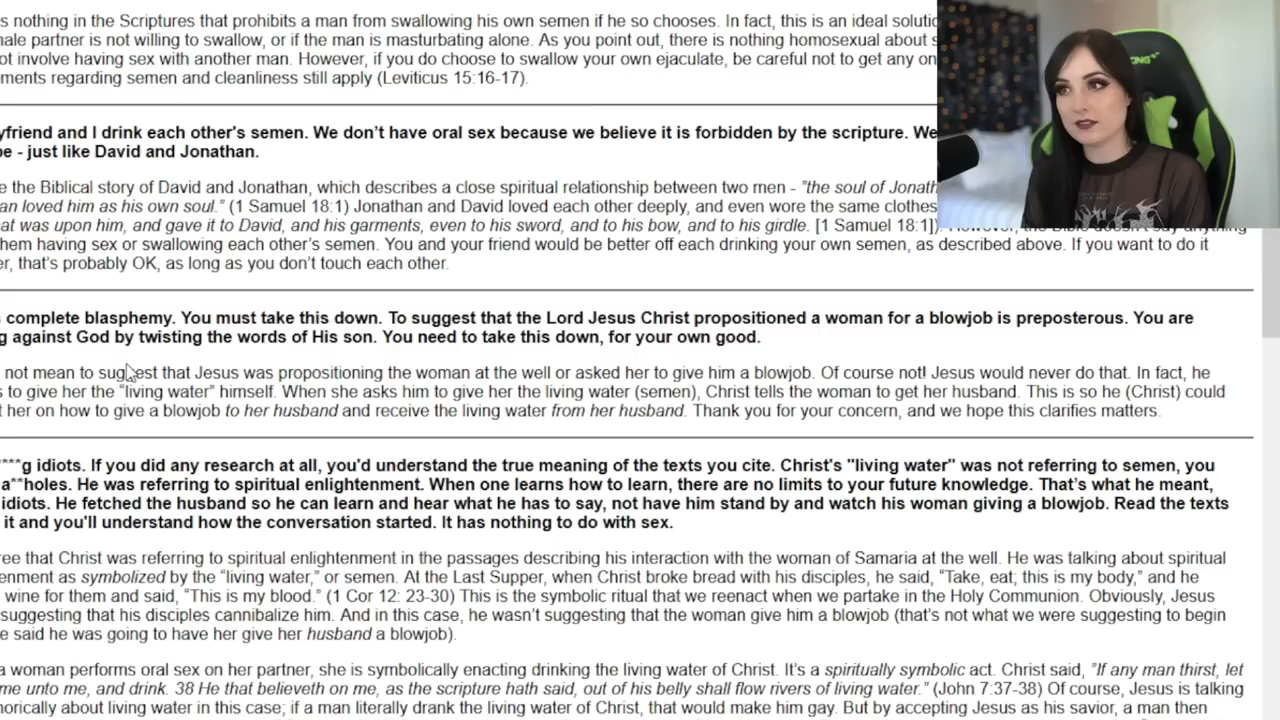 s nothing in the Scriptures that prohibits a man from swallowing his own semen if he so chooses. In fact, this is an ideal solutio
ale partner is not willing to swallow, or if the man is masturbating alone. As you point out, there is nothing homosexual about s
ot involve having sex with another man. However, if you do choose to swallow your own ejaculate, be careful not to get any on
ments regarding semen and cleanliness still apply (Leviticus 15:16-17).
yfriend and I drink each other's semen. We don't have oral sex because we believe it is forbidden by the scripture. We
be - just like David and Jonathan.
e the Biblical story of David and Jonathan, which describes a close spiritual relationship between two men - "the soul of Jonath
an loved him as his own soul." (1 Samuel 18:1) Jonathan and David loved each other deeply, and even wore the same clothes
at was upon him, and gave it to David, and his garments, even to his sword, and to his bow, and to his girdle. [1 Samuel 18:1]). However, the Bible doesn't say anything
hem having sex or swallowing each other's semen. You and your friend would be better off each drinking your own semen, as described above. If you want to do it
er, that's probably OK, as long as you don't touch each other.
complete blasphemy. You must take this down. To suggest that the Lord Jesus Christ propositioned a woman for a blowjob is preposterous. You are
g against God by twisting the words of His son. You need to take this down, for your own good.
not mean to suggest that Jesus was propositioning the woman at the well or asked her to give him a blowjob. Of course not! Jesus would never do that. In fact, he
s to give her the "living water" himself. When she asks him to give her the living water (semen), Christ tells the woman to get her husband. This is so he (Christ) could
t her on how to give a blowjob to her husband and receive the living water from her husband. Thank you for your concern, and we hope this clarifies matters.
****g idiots. If you did any research at all, you'd understand the true meaning of the texts you cite. Christ's "living water" was not referring to semen, you
a**holes. He was referring to spiritual enlightenment. When one learns how to learn, there are no limits to your future knowledge. That's what he meant,
idiots. He fetched the husband so he can learn and hear what he has to say, not have him stand by and watch his woman giving a blowjob. Read the texts
it and you'll understand how the conversation started. It has nothing to do with sex.
ree that Christ was referring to spiritual enlightenment in the passages describing his interaction with the woman of Samaria at the well. He was talking about spiritual
enment as symbolized by the "living water," or semen. At the Last Supper, when Christ broke bread with his disciples, he said, "Take, eat; this is my body," and he
wine for them and said, "This is my blood." (1 Cor 12: 23-30) This is the symbolic ritual that we reenact when we partake in the Holy Communion. Obviously, Jesus
suggesting that his disciples cannibalize him. And in this case, he wasn't suggesting that the woman give him a blowjob (that's not what we were suggesting to begin
e said he was going to have her give her husband a blowjob).
a woman performs oral sex on her partner, she is symbolically enacting drinking the living water of Christ. It's a spiritually symbolic act. Christ said, "If any man thirst, let
me unto me, and drink. 38 He that believeth on me, as the scripture hath said, out of his belly shall flow rivers of living water." (John 7:37-38) Of course, Jesus is talking
horically about living water in this case; if a man literally drank the living water of Christ, that would make him gay. But by accepting Jesus as his savior, a man then